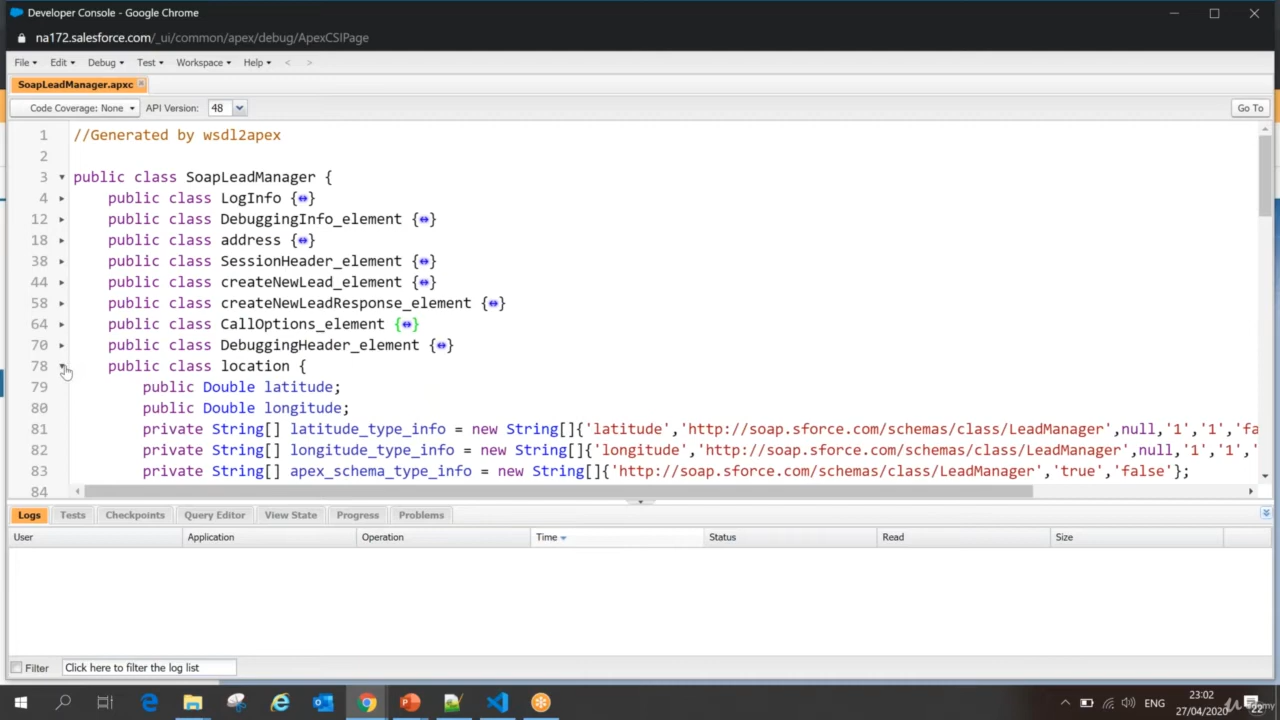 Developer Console - Google Chrome
na172.salesforce.com/_ui/common/apex/debug/ApexCSIPage
File Edit Debug Test Workspace Help < >
SoapLeadManager.apxc
Code Coverage: None API Version: 48 Go To
1 //Generated by wsdl2apex
2
3 public class SoapLeadManager {
4 public class LogInfo {↔}
12 public class DebuggingInfo_element {↔}
18 public class address {↔}
38 public class SessionHeader_element {↔}
44 public class createNewLead_element {↔}
58 public class createNewLeadResponse_element {↔}
64 public class CallOptions_element {↔}
70 public class DebuggingHeader_element {↔}
78 public class location {
79 public Double latitude;
80 public Double longitude;
81 private String[] latitude_type_info = new String[]{'latitude','http://soap.sforce.com/schemas/class/LeadManager',null,'1','1','fa
82 private String[] longitude_type_info = new String[]{'longitude','http://soap.sforce.com/schemas/class/LeadManager',null,'1','1','
83 private String[] apex_schema_type_info = new String[]{'http://soap.sforce.com/schemas/class/LeadManager','true','false'};
84
Logs Tests Checkpoints Query Editor View State Progress Problems
User Application Operation Time Status Read Size
Filter Click here to filter the log list
ENG
23:02
27/04/2020
22